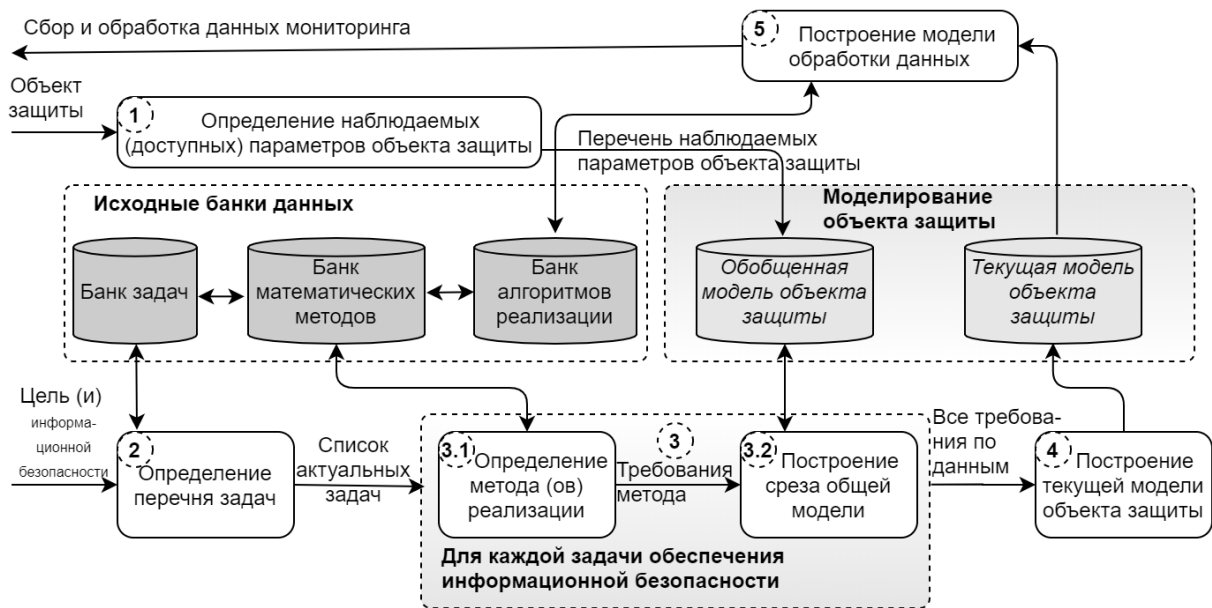 Сбор и обработка данных мониторинга
5
Построение модели
обработки данных
Объект
защиты
1
Определение наблюдаемых
(доступных) параметров объекта защиты
Перечень наблюдаемых
параметров объекта защиты
Исходные банки данных
Моделирование
объекта защиты
Банк задач
Банк
математических
методов
Банк
алгоритмов
реализации
Обобщенная
модель объекта
защиты
Текущая модель
объекта
защиты
Цель (и)
информа-
ционной
безопасности
2
Определение
перечня задач
Список
актуальных
задач
3.1
Определение
метода (ов)
реализации
3
Требования
метода
3.2
Построение
среза общей
модели
Все требова-
ния по
данным
4
Построение
текущей модели
объекта защиты
Для каждой задачи обеспечения
информационной безопасности